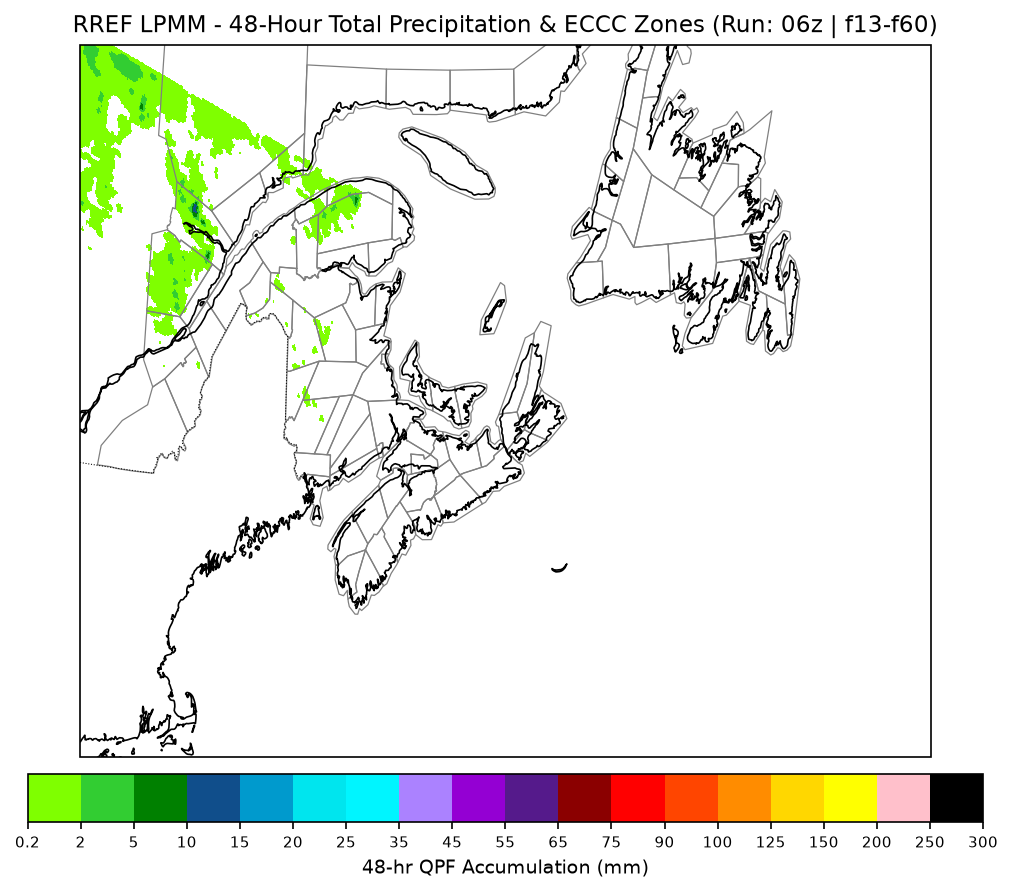 RREF LPMM - 48-Hour Total Precipitation & ECCC Zones (Run: 06z | f13-f60)
0.2 2 5 10 15 20 25 35 45 55 65 75 90 100 125 150 200 250 300
48-hr QPF Accumulation (mm)